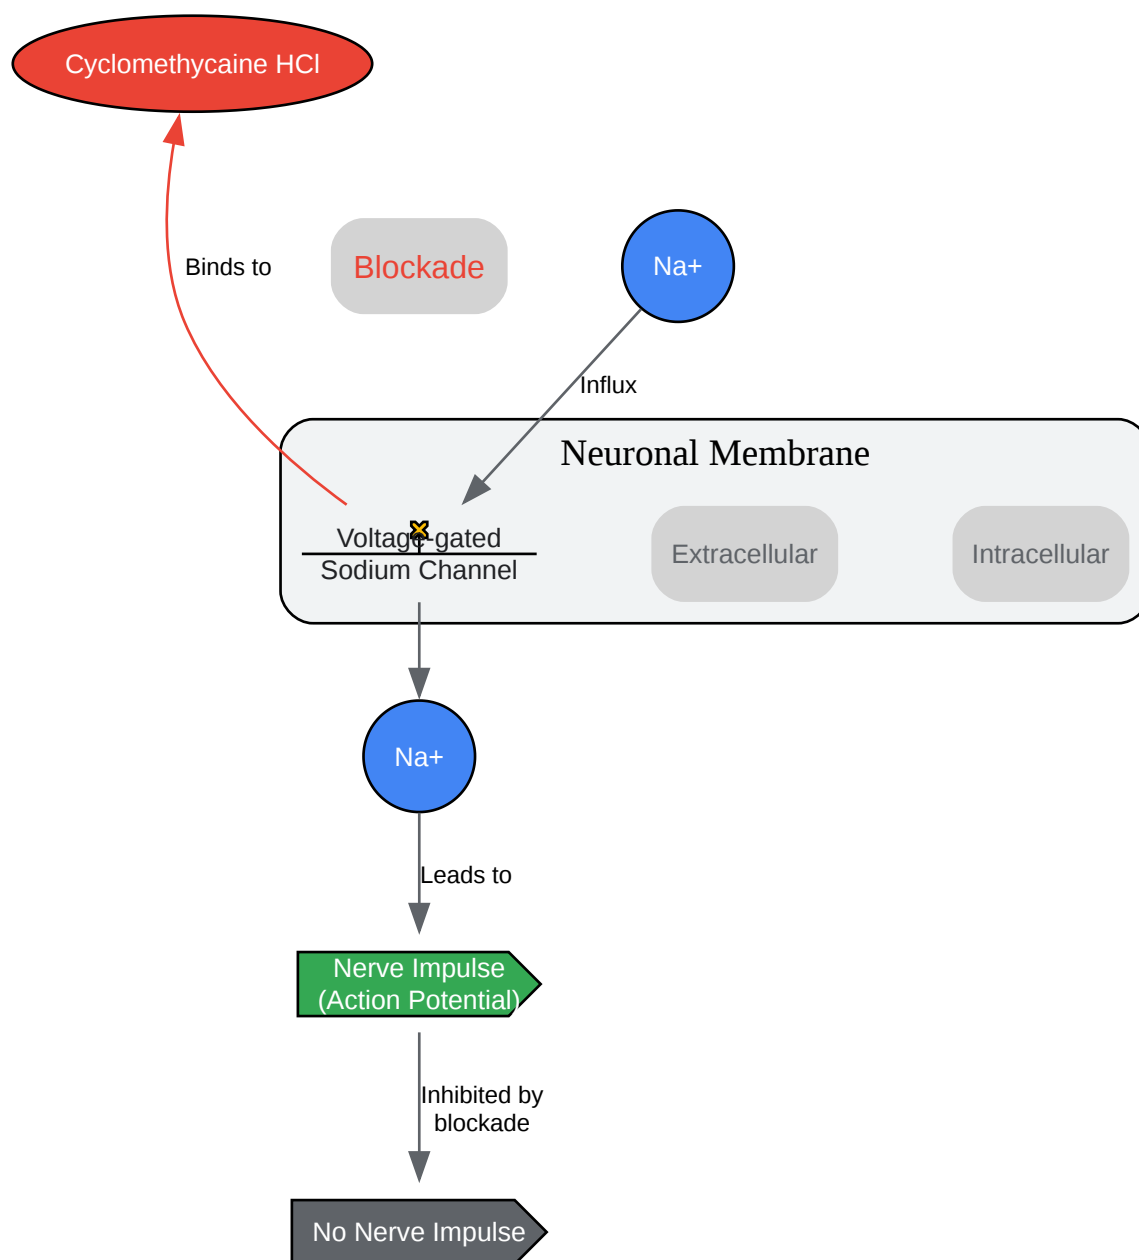 Cyclomethycaine HCl
Binds to
Blockade
Na+
Influx
Neuronal Membrane
Voltage-gated
Sodium Channel
Extracellular
Intracellular
Na+
Leads to
Nerve Impulse
(Action Potential)
Inhibited by
blockade
No Nerve Impulse